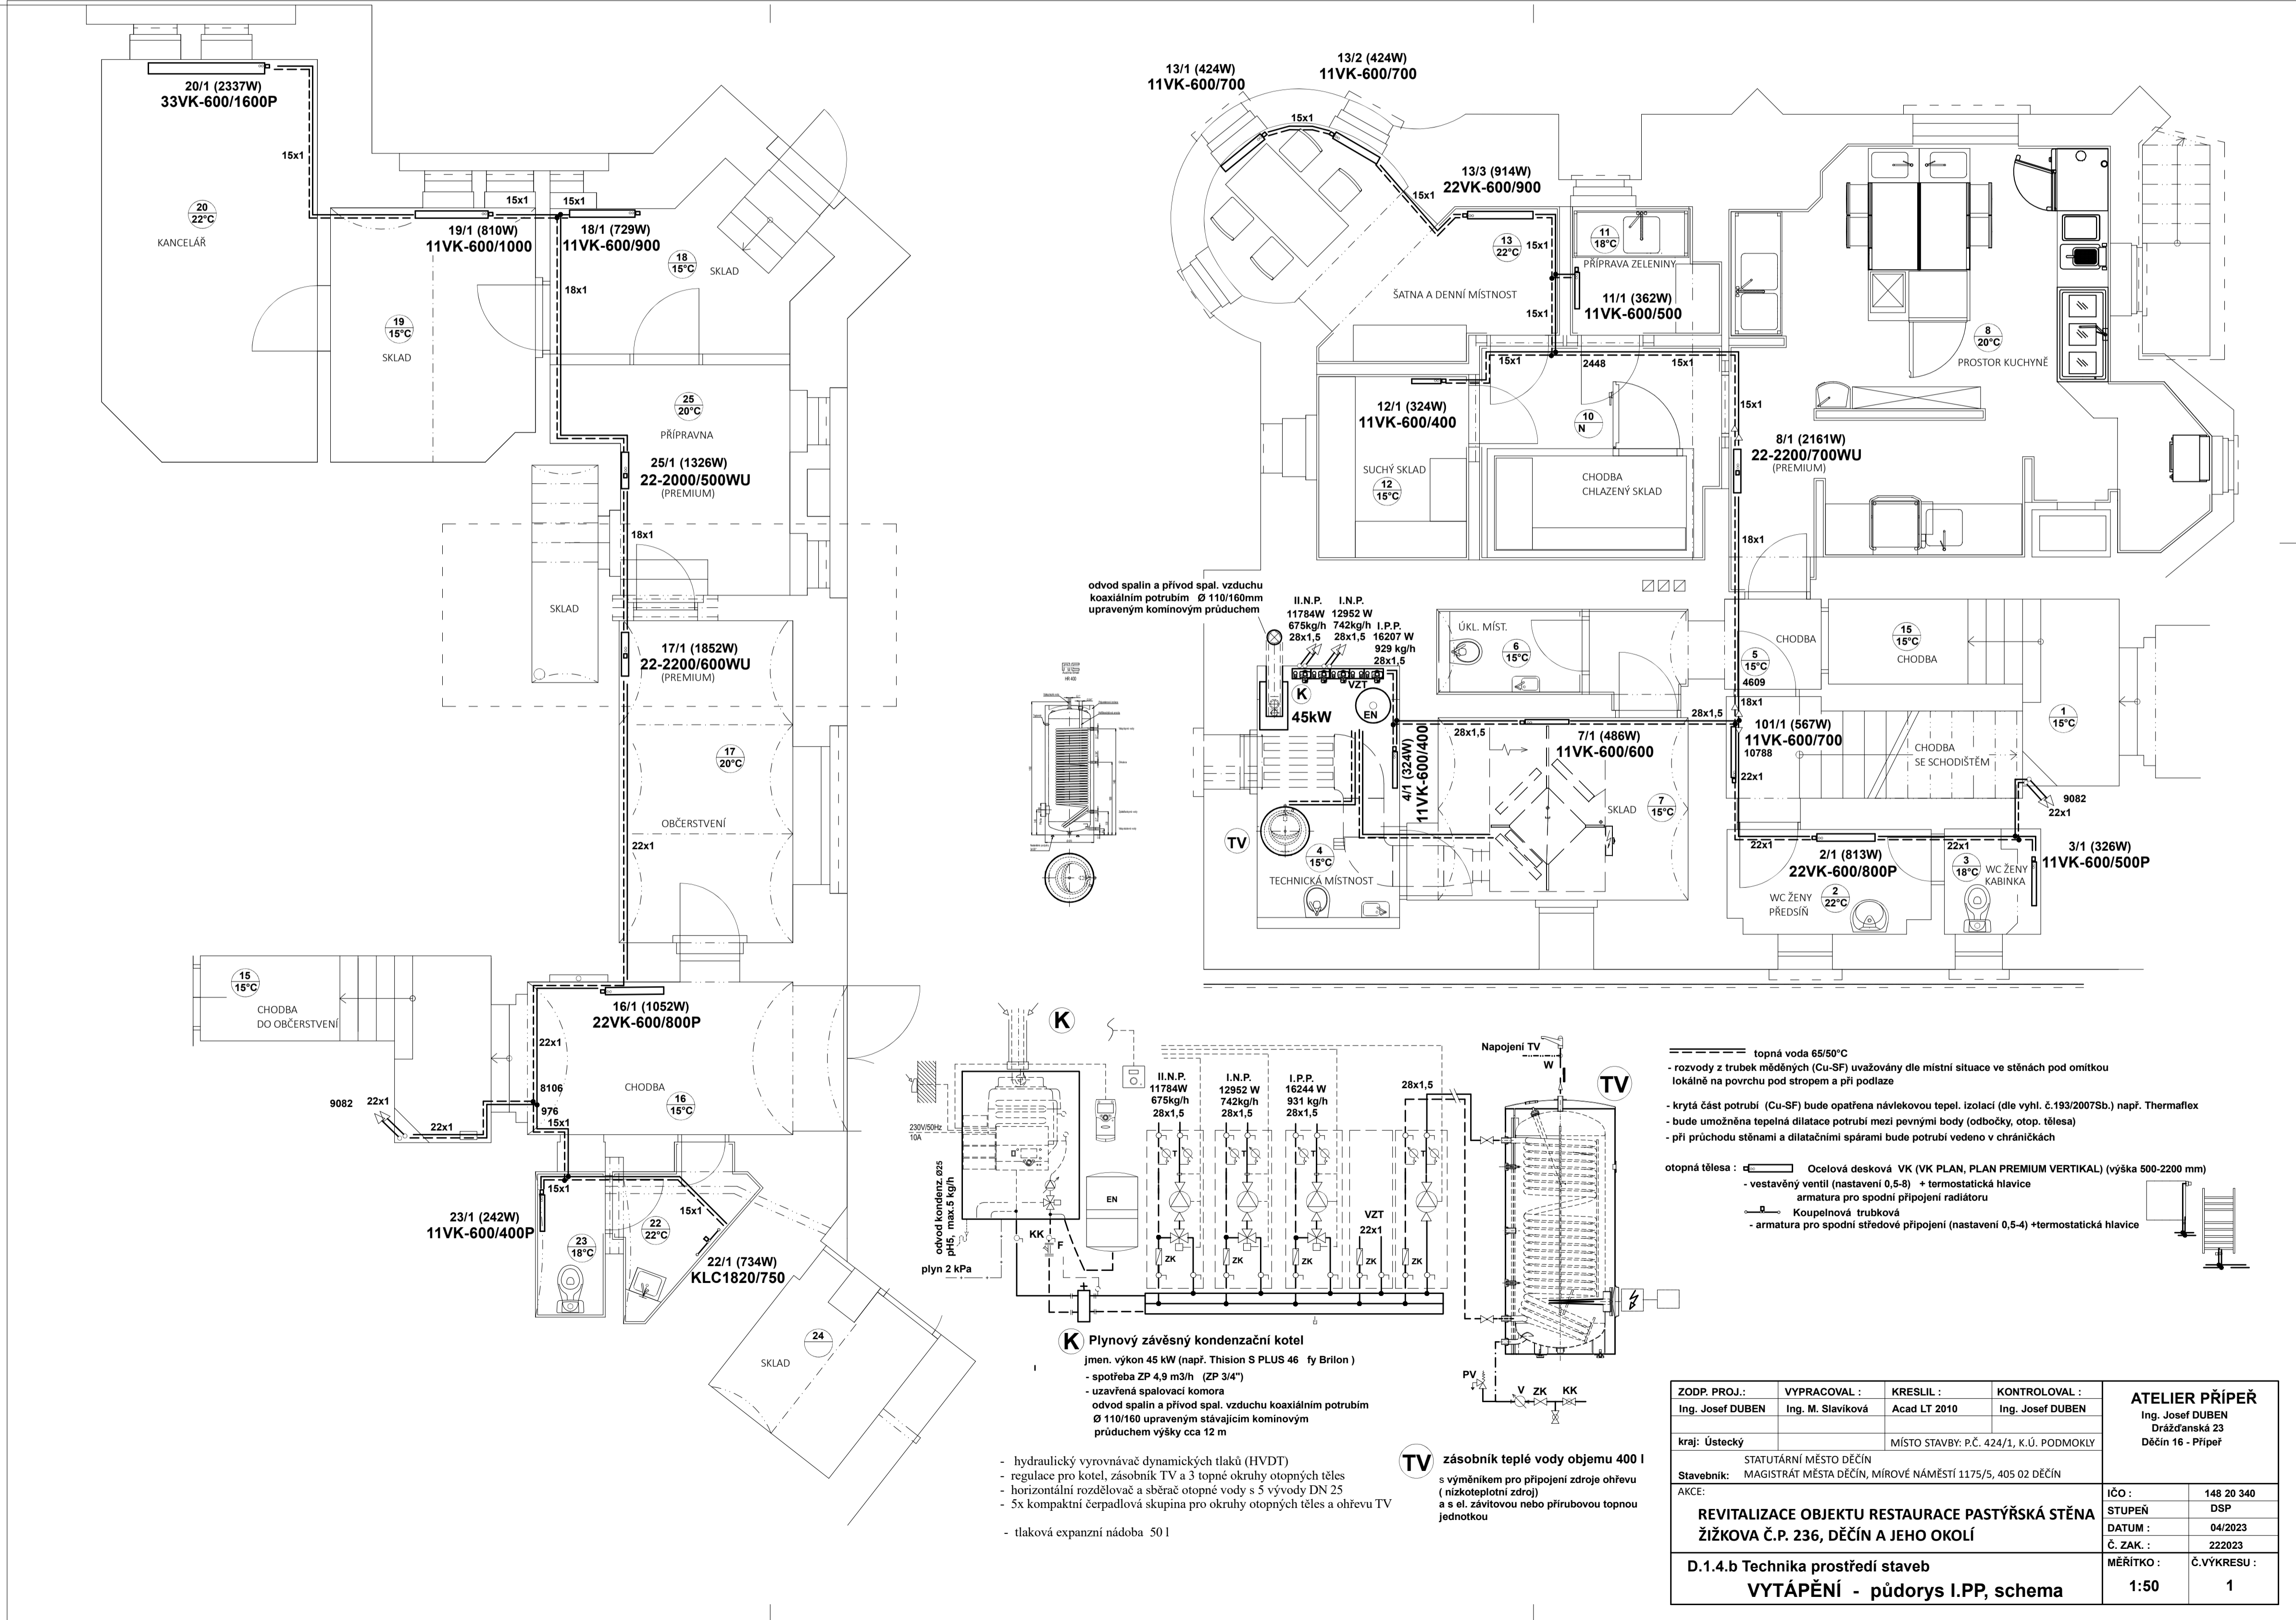 20/1 (2337W)
33VK-600/1600P
15x1
20
22°C
KANCELÁŘ
15x1
15x1
19/1 (810W)
11VK-600/1000
18/1 (729W)
11VK-600/900
18
15°C
SKLAD
18x1
19
15°C
SKLAD
25
20°C
PŘÍPRAVNA
25/1 (1326W)
22-2000/500WU
(PREMIUM)
18x1
SKLAD
17/1 (1852W)
22-2200/600WU
(PREMIUM)
17
20°C
OBČERSTVENÍ
22x1
15
15°C
CHODBA
DO OBČERSTVENÍ
16/1 (1052W)
22VK-600/800P
22x1
8106
CHODBA
16
15°C
9082
22x1
22x1
976
15x1
15x1
15x1
23/1 (242W)
11VK-600/400P
23
18°C
22
22°C
22/1 (734W)
KLC1820/750
24
SKLAD
13/1 (424W)
11VK-600/700
13/2 (424W)
11VK-600/700
15x1
13/3 (914W)
22VK-600/900
15x1
13
22°C
15x1
11
18°C
PŘÍPRAVA ZELENINY
ŠATNA A DENNÍ MÍSTNOST
11/1 (362W)
11VK-600/500
15x1
8
20°C
PROSTOR KUCHYNĚ
15x1
2448
15x1
12/1 (324W)
11VK-600/400
10
N
15x1
8/1 (2161W)
22-2200/700WU
(PREMIUM)
SUCHÝ SKLAD
12
15°C
CHODBA
CHLAZENÝ SKLAD
18x1
odvod spalin a přívod spal. vzduchu
koaxiálním potrubím Ø 110/160mm
upraveným komínovým průduchem
II.N.P.
11784W
675kg/h
28x1,5
I.N.P.
12952 W
742kg/h
28x1,5
I.P.P.
16207 W
929 kg/h
28x1,5
VZT
K
45kW
EN
HR 400
ÚKL. MÍST.
6
15°C
CHODBA
5
15°C
4609
15
15°C
CHODBA
18x1
1
15°C
28x1,5
28x1,5
101/1 (567W)
11VK-600/700
10788
22x1
7/1 (486W)
11VK-600/600
4/1 (324W)
11VK-600/400
CHODBA
SE SCHODIŠTĚM
SKLAD
7
15°C
9082
22x1
TV
4
15°C
TECHNICKÁ MÍSTNOST
22x1
22x1
2/1 (813W)
22VK-600/800P
3/1 (326W)
11VK-600/500P
3
18°C
WC ŽENY
KABINKA
WC ŽENY
PŘEDSÍŇ
2
22°C
K
230V/50Hz
10A
odvod kondenz. Ø25
pH5, max.5 kg/h
plyn 2 kPa
KK
F
EN
II.N.P.
11784W
675kg/h
28x1,5
I.N.P.
12952 W
742kg/h
28x1,5
I.P.P.
16244 W
931 kg/h
28x1,5
28x1,5
T
T
T
T
VZT
22x1
ZK
ZK
ZK
ZK
ZK
Napojení TV
W
TV
PV
V
ZK
KK
K Plynový závěsný kondenzační kotel
jmen. výkon 45 kW (např. Thision S PLUS 46 fy Brilon )
- spotřeba ZP 4,9 m3/h (ZP 3/4")
- uzavřená spalovací komora
odvod spalin a přívod spal. vzduchu koaxiálním potrubím
Ø 110/160 upraveným stávajícím komínovým
průduchem výšky cca 12 m
- hydraulický vyrovnávač dynamických tlaků (HVDT)
- regulace pro kotel, zásobník TV a 3 topné okruhy otopných těles
- horizontální rozdělovač a sběrač otopné vody s 5 vývody DN 25
- 5x kompaktní čerpadlová skupina pro okruhy otopných těles a ohřevu TV
- tlaková expanzní nádoba 50 l
TV zásobník teplé vody objemu 400 l
s výměníkem pro připojení zdroje ohřevu
( nízkoteplotní zdroj)
a s el. závitovou nebo přírubovou topnou
jednotkou
topná voda 65/50°C
- rozvody z trubek měděných (Cu-SF) uvažovány dle místní situace ve stěnách pod omítkou
lokálně na povrchu pod stropem a při podlaze
- krytá část potrubí (Cu-SF) bude opatřena návlekovou tepel. izolací (dle vyhl. č.193/2007Sb.) např. Thermaflex
- bude umožněna tepelná dilatace potrubí mezi pevnými body (odbočky, otop. tělesa)
- při průchodu stěnami a dilatačními spárami bude potrubí vedeno v chráničkách
otopná tělesa : Ocelová desková VK (VK PLAN, PLAN PREMIUM VERTIKAL) (výška 500-2200 mm)
- vestavěný ventil (nastavení 0,5-8) + termostatická hlavice
armatura pro spodní připojení radiátoru
Koupelnová trubková
- armatura pro spodní středové připojení (nastavení 0,5-4) +termostatická hlavice
ZODP. PROJ.: VYPRACOVAL : KRESLIL : KONTROLOVAL :
Ing. Josef DUBEN Ing. M. Slavíková Acad LT 2010 Ing. Josef DUBEN
kraj: Ústecký MÍSTO STAVBY: P.Č. 424/1, K.Ú. PODMOKLY
STATUTÁRNÍ MĚSTO DĚČÍN
Stavebník: MAGISTRÁT MĚSTA DĚČÍN, MÍROVÉ NÁMĚSTÍ 1175/5, 405 02 DĚČÍN
ATELIER PŘÍPEŘ
Ing. Josef DUBEN
Drážďanská 23
Děčín 16 - Přípeř
AKCE:
REVITALIZACE OBJEKTU RESTAURACE PASTÝŘSKÁ STĚNA
ŽIŽKOVA Č.P. 236, DĚČÍN A JEHO OKOLÍ
IČO : 148 20 340
STUPEŇ DSP
DATUM : 04/2023
Č. ZAK. : 222023
D.1.4.b Technika prostředí staveb
VYTÁPĚNÍ - půdorys I.PP, schema
MĚŘÍTKO : Č.VÝKRESU :
1:50 1